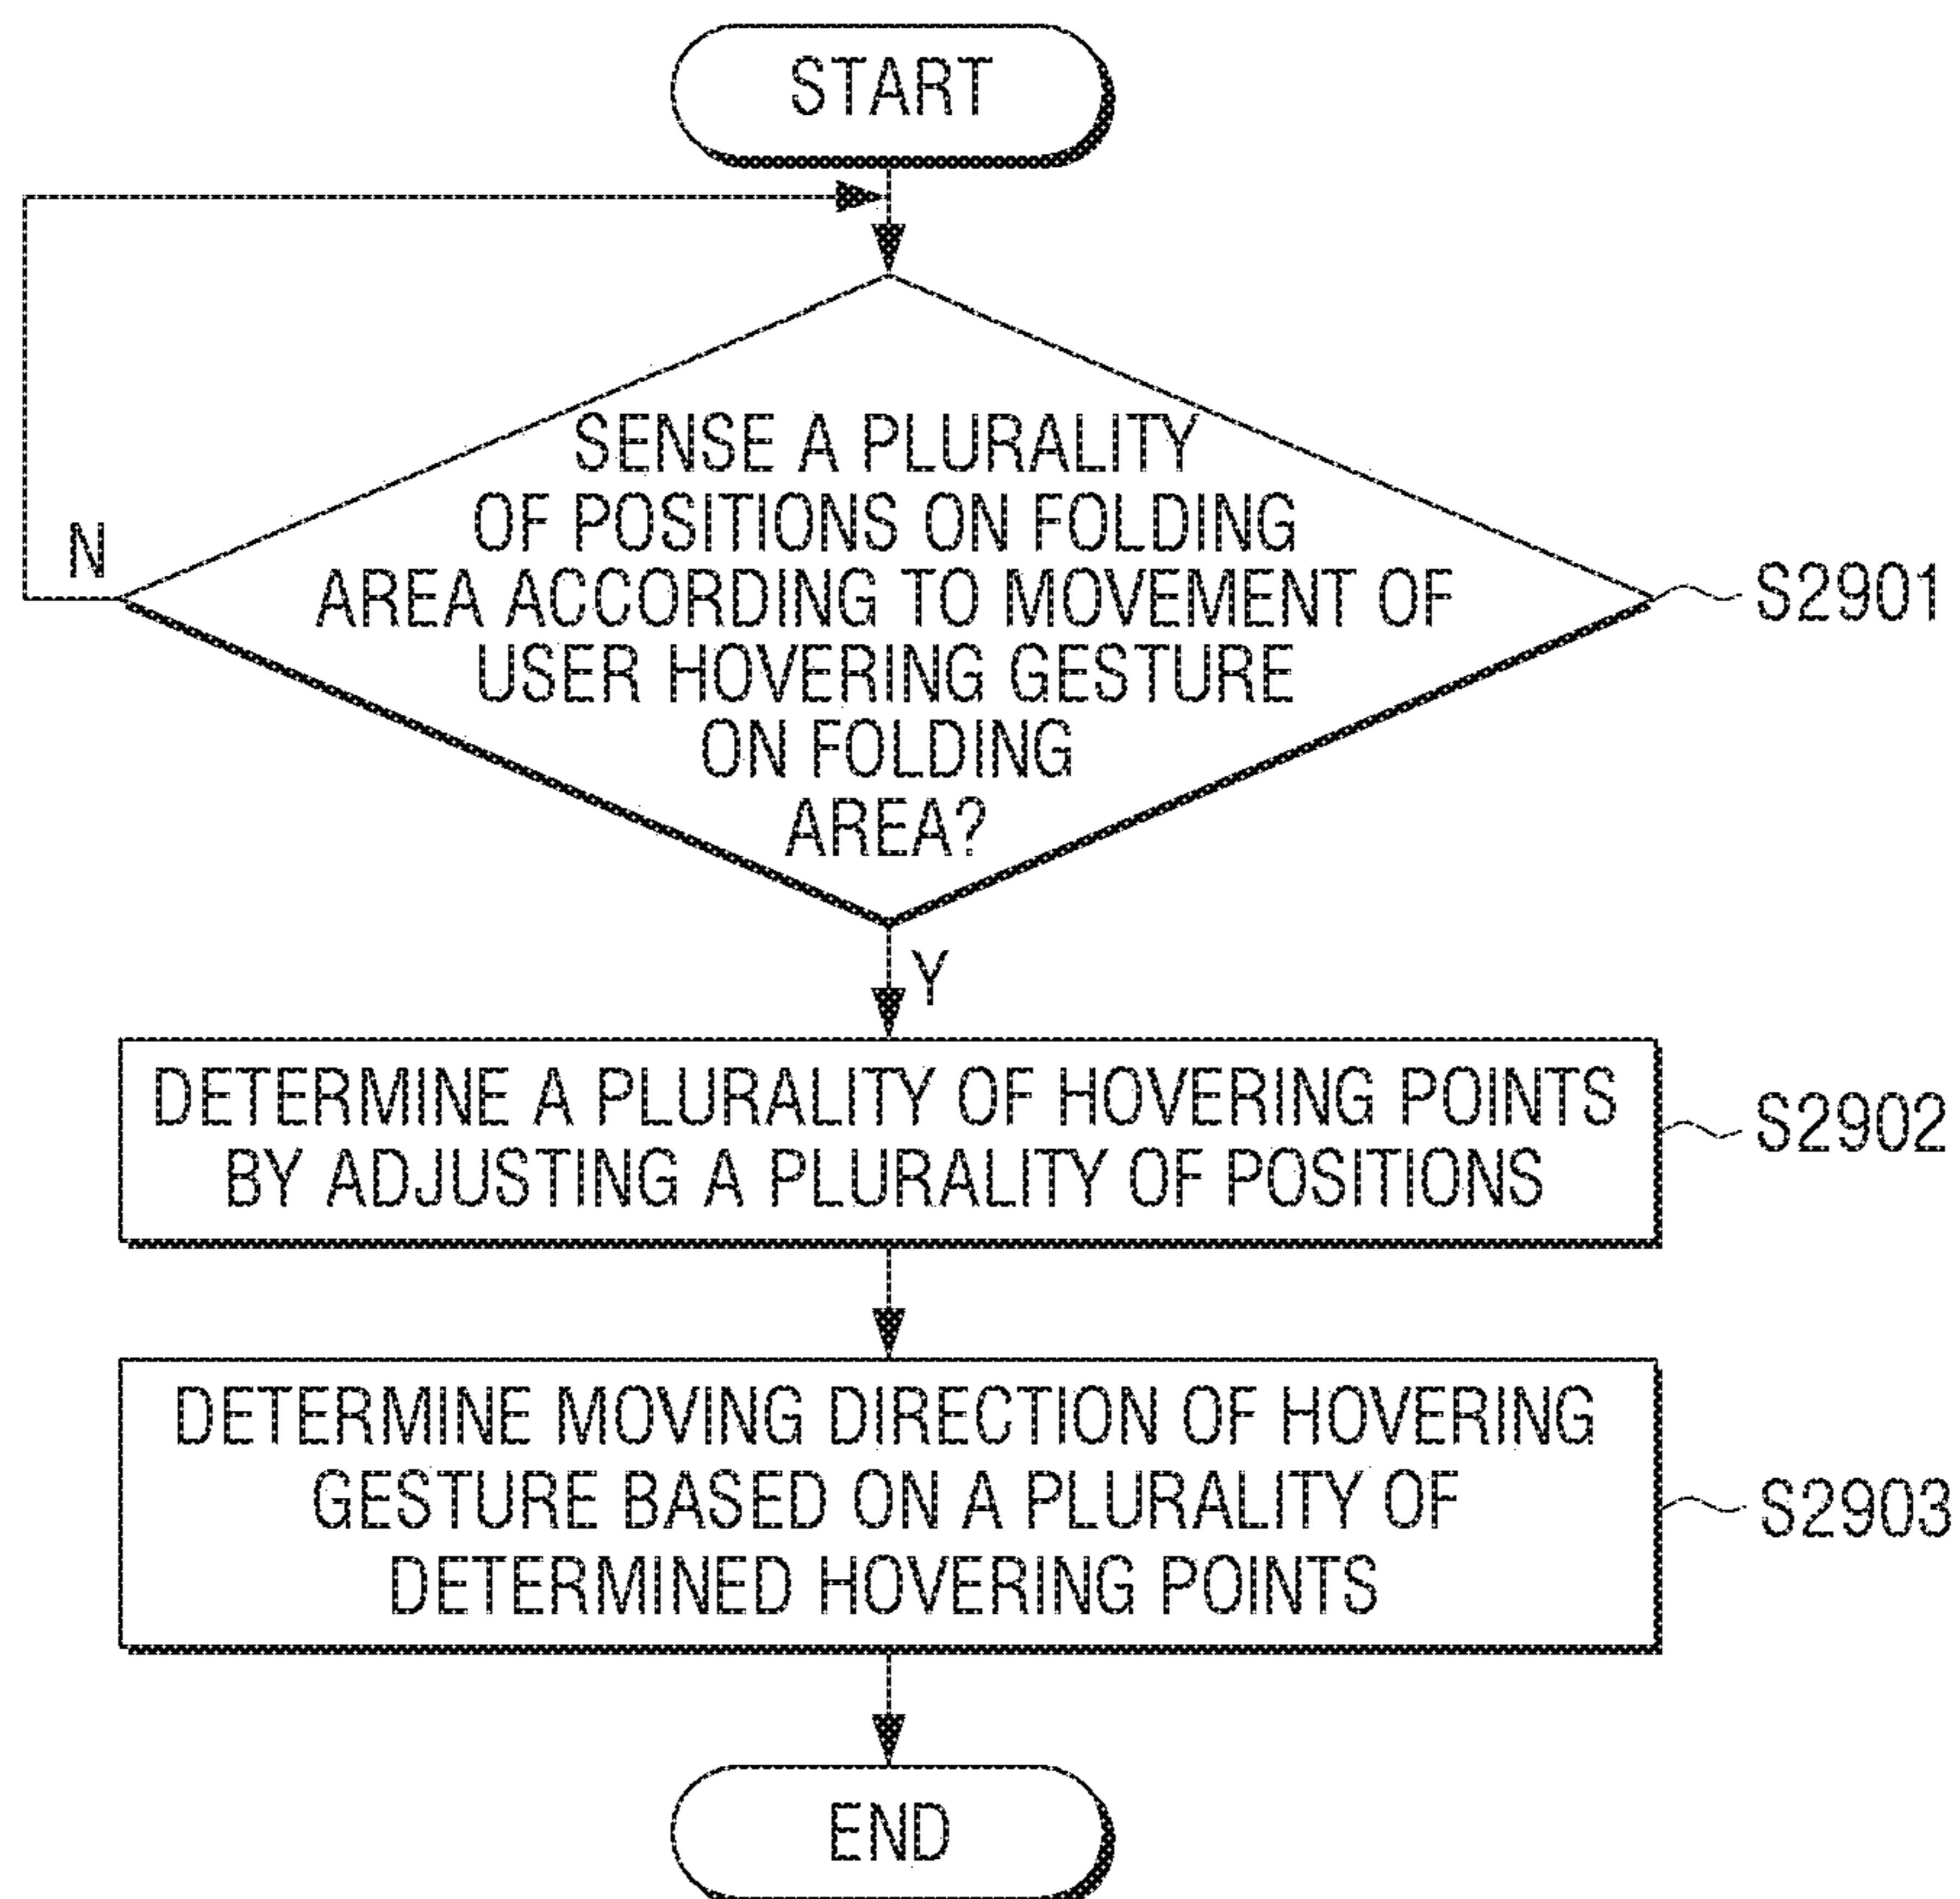 START
SENSE A PLURALITY
OF POSITIONS ON FOLDING
AREA ACCORDING TO MOVEMENT OF
USER HOVERING GESTURE
ON FOLDING
AREA?
N
S2901
Y
DETERMINE A PLURALITY OF HOVERING POINTS
BY ADJUSTING A PLURALITY OF POSITIONS
S2902
DETERMINE MOVING DIRECTION OF HOVERING
GESTURE BASED ON A PLURALITY OF
DETERMINED HOVERING POINTS
S2903
END